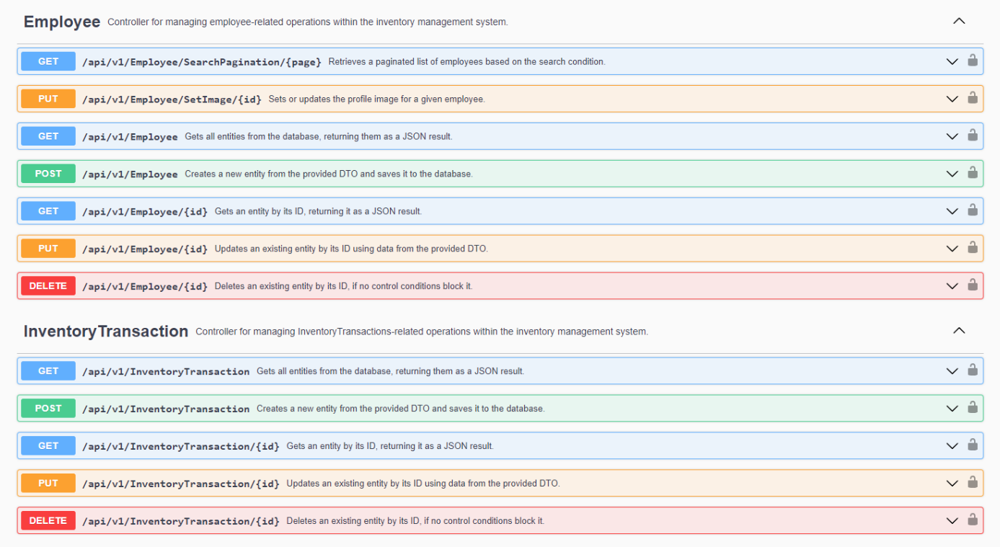 Employee Controller for managing employee-related operations within the inventory management system.
GET /api/v1/Employee/SearchPagination/{page} Retrieves a paginated list of employees based on the search condition.
PUT /api/v1/Employee/SetImage/{id} Sets or updates the profile image for a given employee.
GET /api/v1/Employee Gets all entities from the database, returning them as a JSON result.
POST /api/v1/Employee Creates a new entity from the provided DTO and saves it to the database.
GET /api/v1/Employee/{id} Gets an entity by its ID, returning it as a JSON result.
PUT /api/v1/Employee/{id} Updates an existing entity by its ID using data from the provided DTO.
DELETE /api/v1/Employee/{id} Deletes an existing entity by its ID, if no control conditions block it.
InventoryTransaction Controller for managing InventoryTransactions-related operations within the inventory management system.
GET /api/v1/InventoryTransaction Gets all entities from the database, returning them as a JSON result.
POST /api/v1/InventoryTransaction Creates a new entity from the provided DTO and saves it to the database.
GET /api/v1/InventoryTransaction/{id} Gets an entity by its ID, returning it as a JSON result.
PUT /api/v1/InventoryTransaction/{id} Updates an existing entity by its ID using data from the provided DTO.
DELETE /api/v1/InventoryTransaction/{id} Deletes an existing entity by its ID, if no control conditions block it.